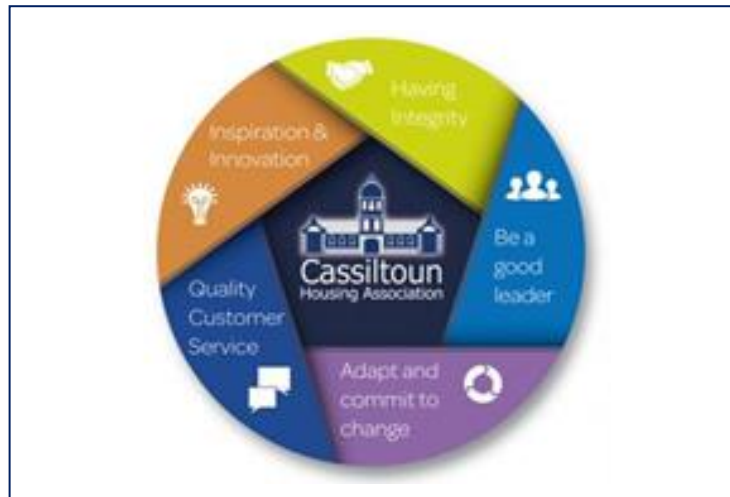 Having
Integrity
Be a
good
leader
Adapt and
commit to
change
Quality
Customer
Service
Inspiration &
Innovation
Cassiltoun
Housing Association